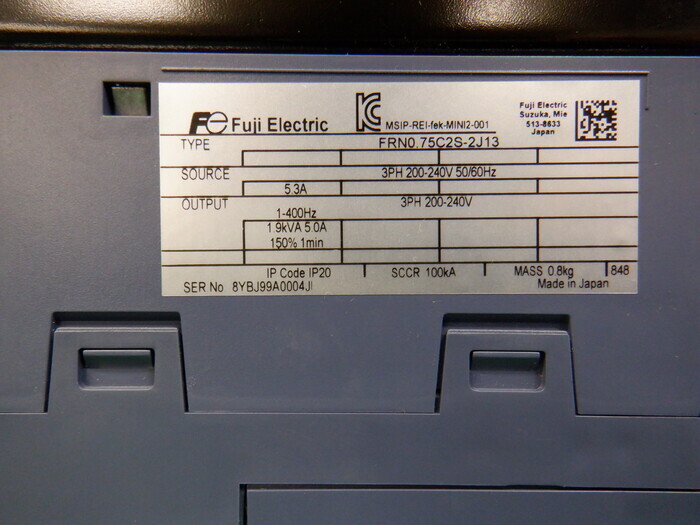 Fe Fuji Electric
KC
MSIP-REI-fek-MINI2-001
Fuji Electric
Suzuka, Mie
513-8633
Japan
TYPE FRN0.75C2S-2J13
SOURCE 3PH 200-240V 50/60Hz
5.3A
OUTPUT 3PH 200-240V
1-400Hz
1.9kVA 5.0A
150% 1min
IP Code IP20 SCCR 100kA MASS 0.8kg 848
SER No 8YBJ99A0004JI Made in Japan